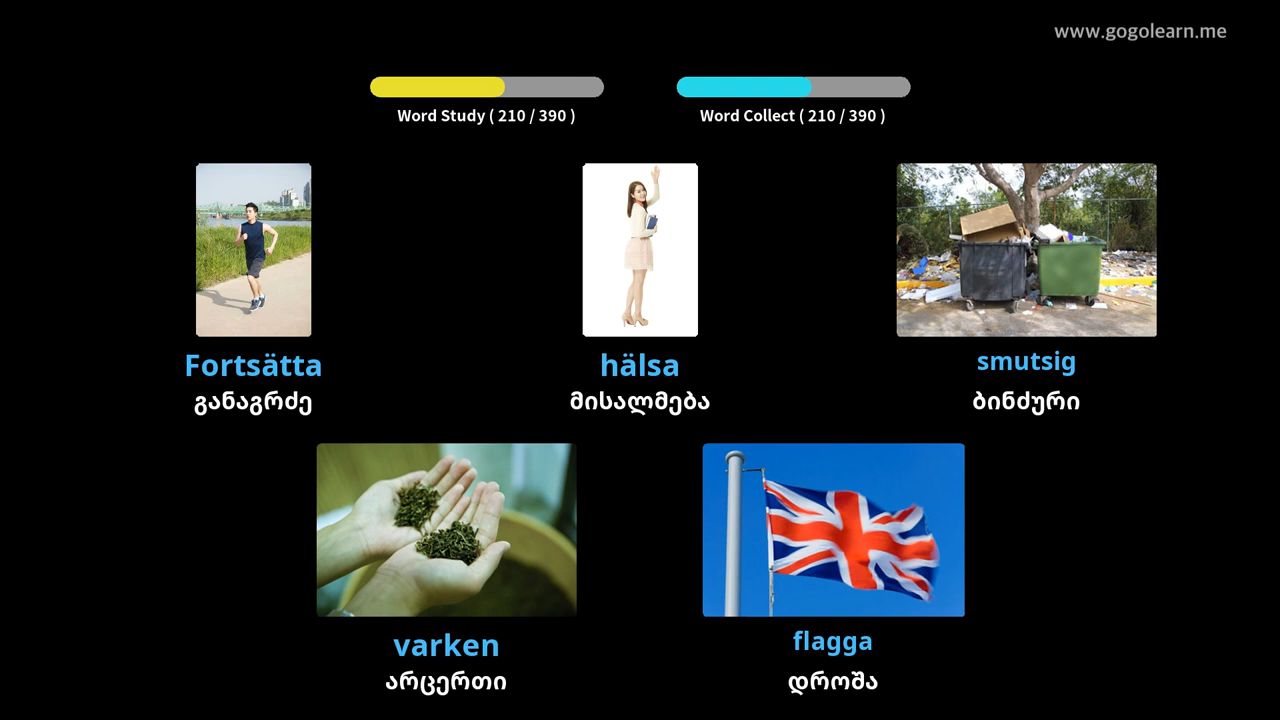 www.gogolearn.me
Word Study ( 210 / 390 )
Word Collect ( 210 / 390 )
Fortsätta
განაგრძე
hälsa
მისალმება
smutsig
ბინძური
varken
არცერთი
flagga
დროშა